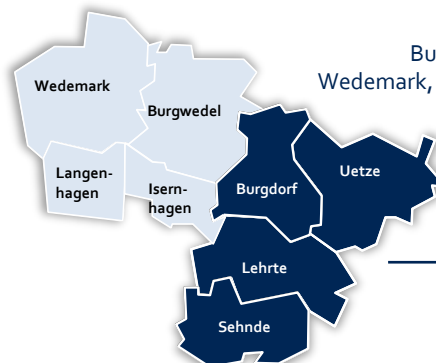 Bu
Wedemark,
Wedemark
Burgwedel
Langen-
hagen
Isern-
hagen
Burgdorf
Uetze
Lehrte
Sehnde